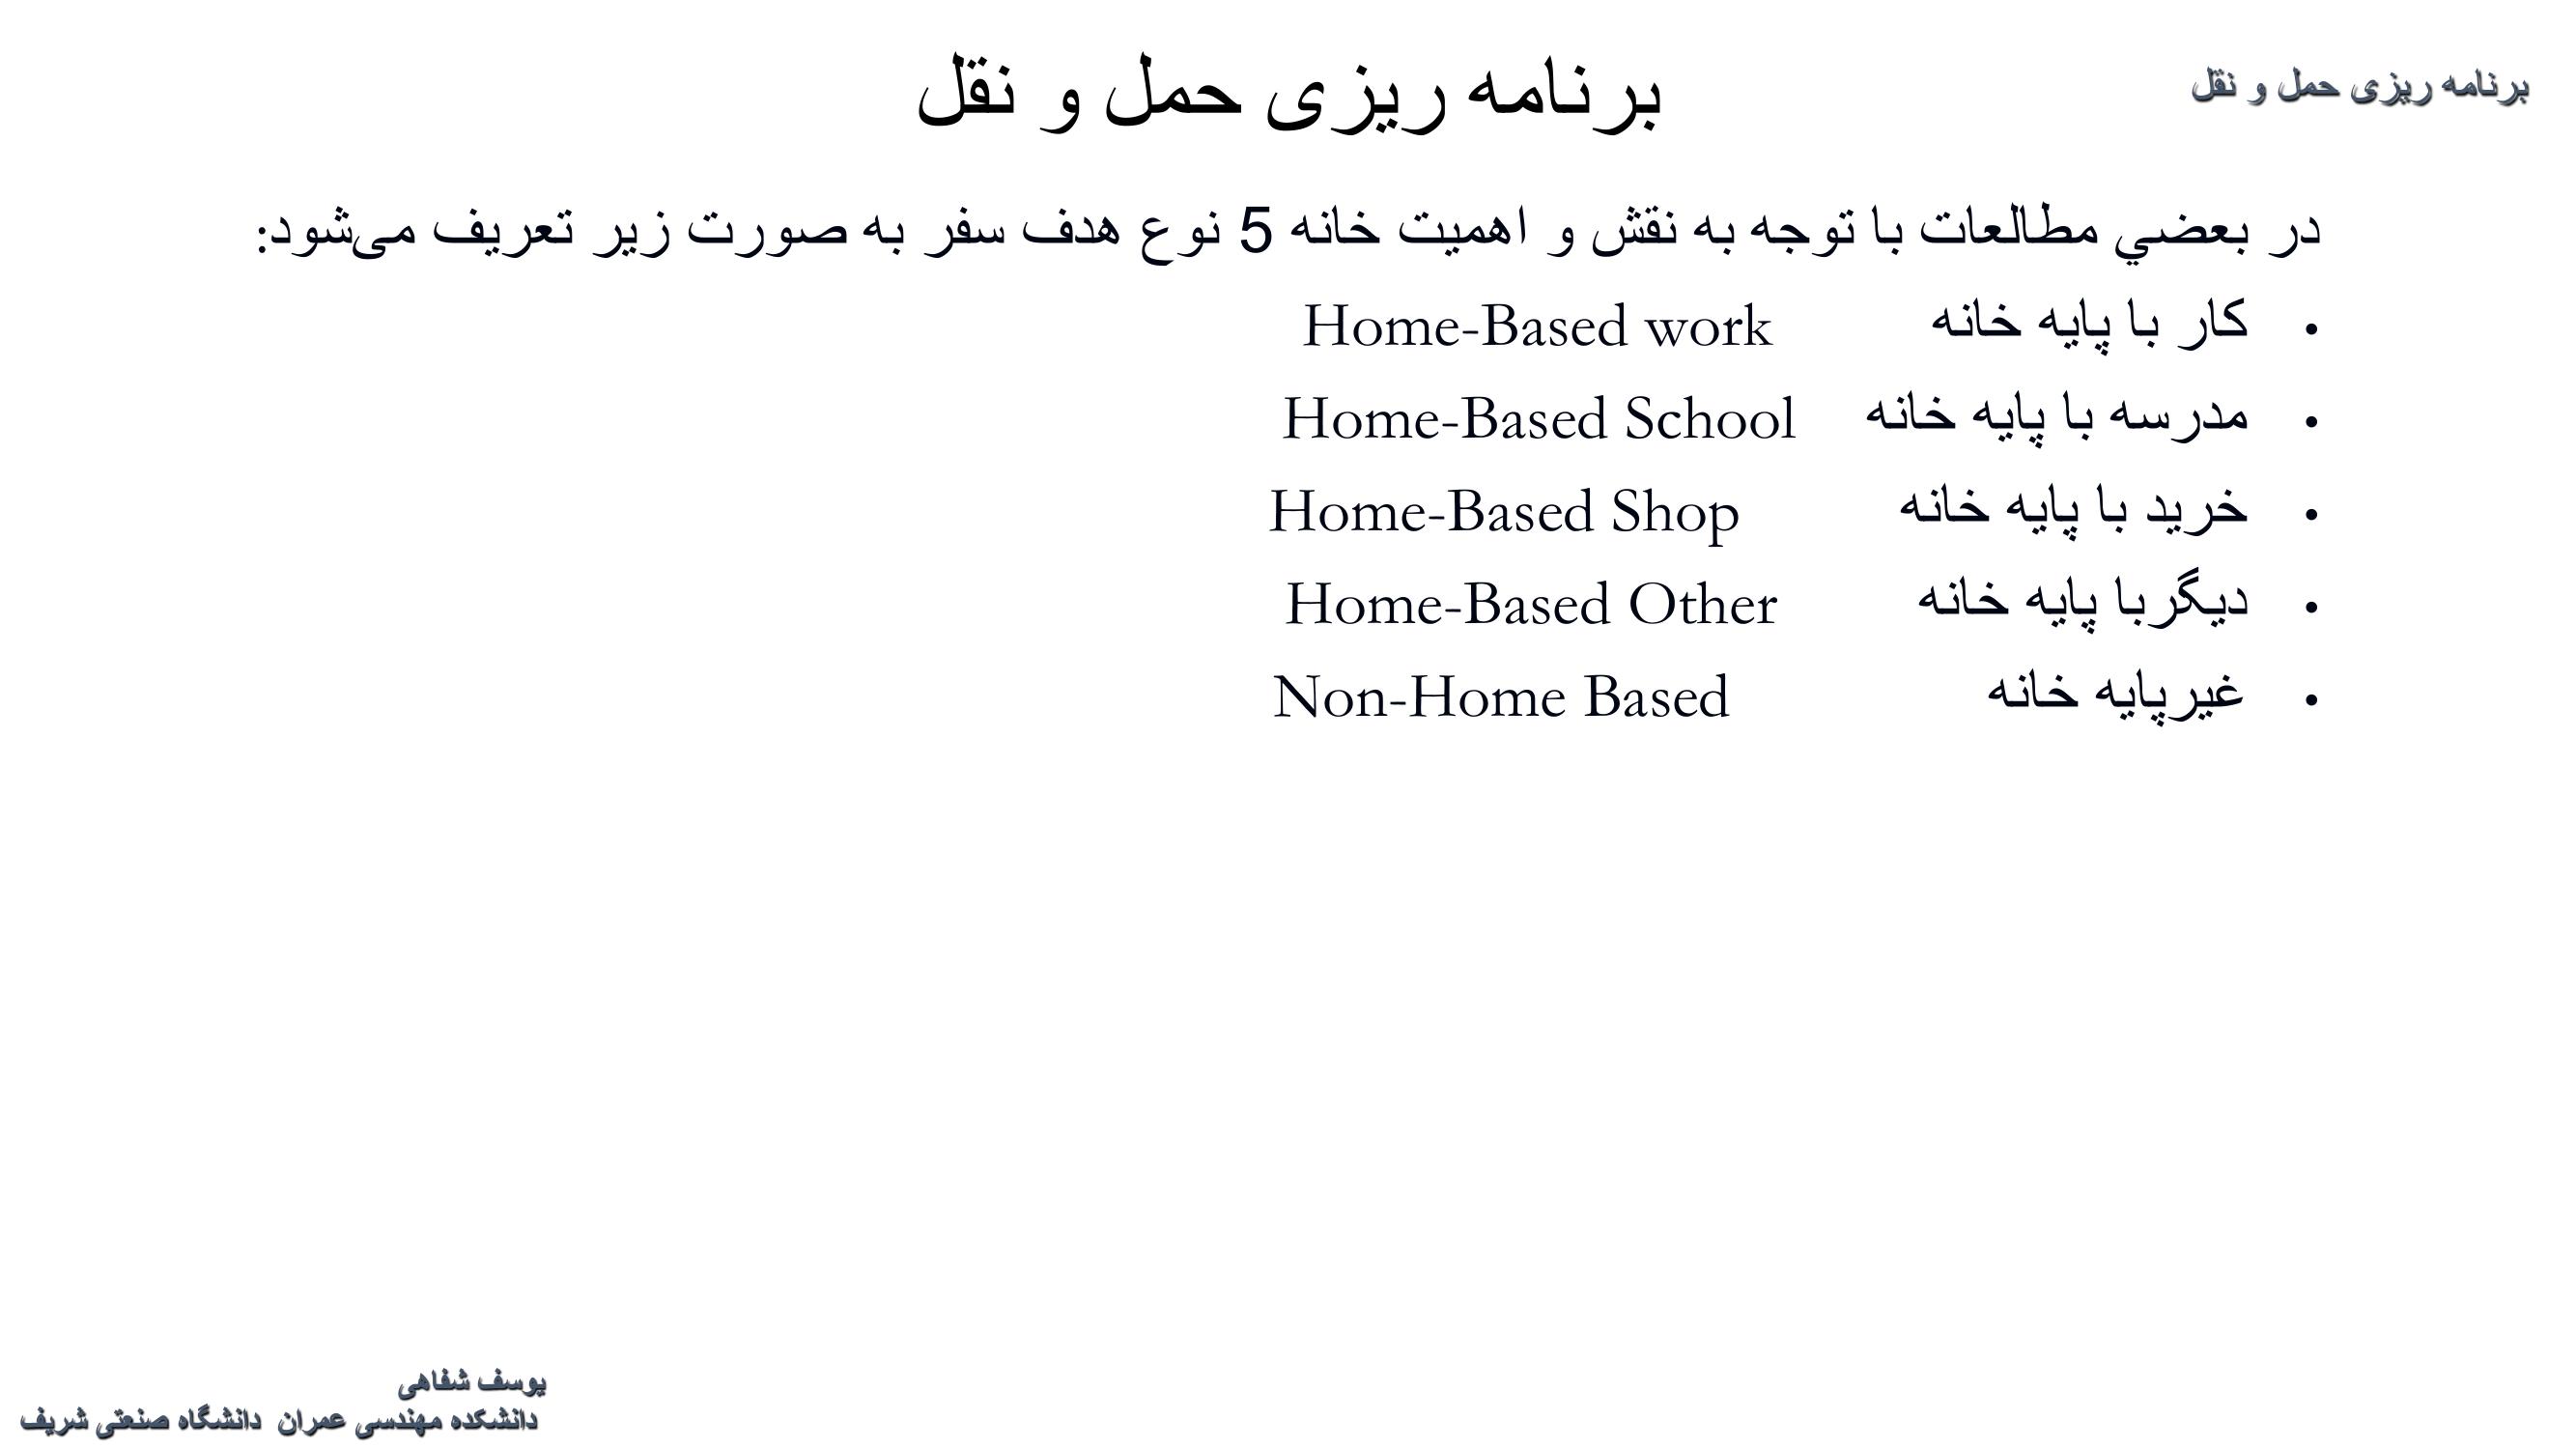 برنامه ریزی حمل و نقل
برنامه ریزی حمل و نقل
در بعضي مطالعات با توجه به نقش و اهمیت خانه 5 نوع هدف سفر به صورت زیر تعریف می‌شود:
• کار با پایه خانه Home-Based work
• مدرسه با پایه خانه Home-Based School
• خرید با پایه خانه Home-Based Shop
• دیگربا پایه خانه Home-Based Other
• غیرپایه خانه Non-Home Based
یوسف شفاهی
دانشکده مهندسی عمران دانشگاه صنعتی شریف